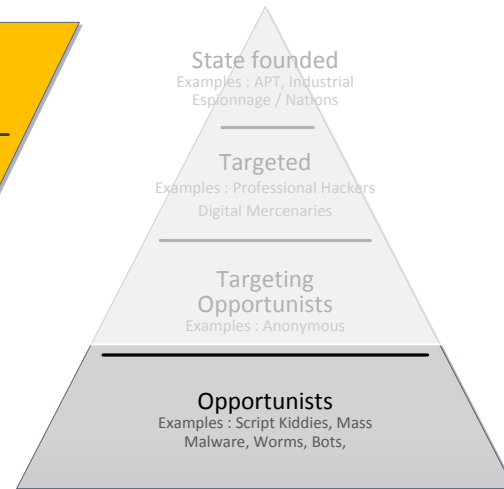 State founded
Examples : APT, Industrial
Espionnage / Nations
Targeted
Examples : Professional Hackers
Digital Mercenaries
Targeting
Opportunists
Examples : Anonymous
Opportunists
Examples : Script Kiddies, Mass
Malware, Worms, Bots,